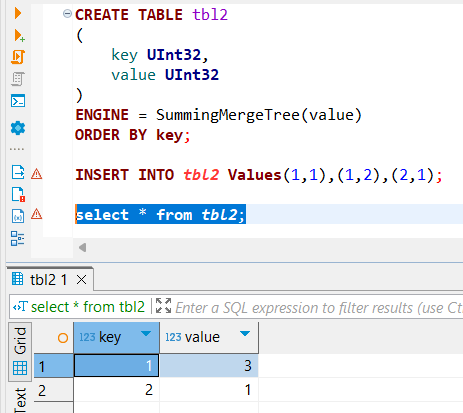 CREATE TABLE tbl2
(
key UInt32,
value UInt32
)
ENGINE = SummingMergeTree(value)
ORDER BY key;
INSERT INTO tbl2 Values(1,1),(1,2),(2,1);
select * from tbl2;
tbl2 1
select * from tbl2 Enter a SQL expression to filter results (use Ct
Grid
Text
123 key 123 value
1 1 3
2 2 1